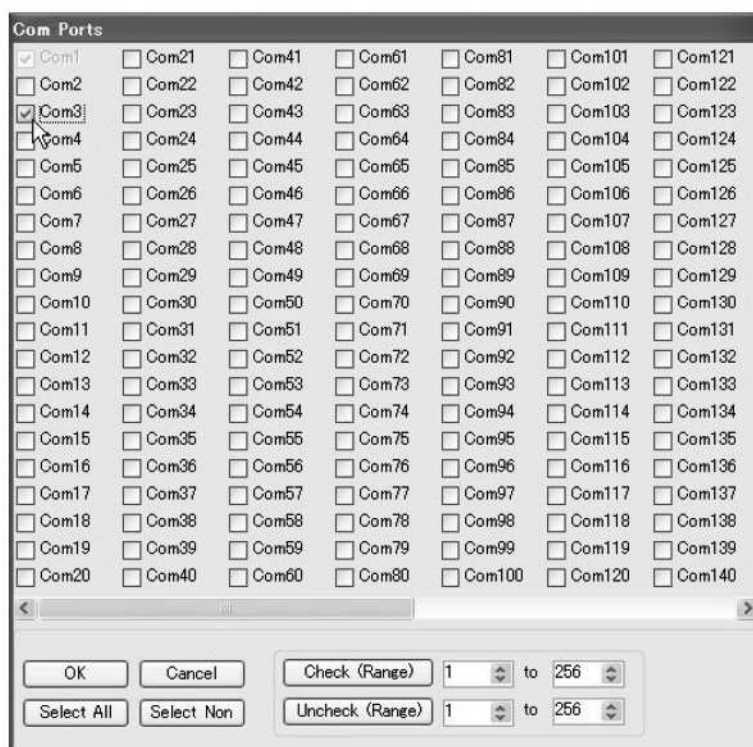 Com Ports
Com1 Com21 Com41 Com61 Com81 Com101 Com121
Com2 Com22 Com42 Com62 Com82 Com102 Com122
Com3 Com23 Com43 Com63 Com83 Com103 Com123
Com4 Com24 Com44 Com64 Com84 Com104 Com124
Com5 Com25 Com45 Com65 Com85 Com105 Com125
Com6 Com26 Com46 Com66 Com86 Com106 Com126
Com7 Com27 Com47 Com67 Com87 Com107 Com127
Com8 Com28 Com48 Com68 Com88 Com108 Com128
Com9 Com29 Com49 Com69 Com89 Com109 Com129
Com10 Com30 Com50 Com70 Com90 Com110 Com130
Com11 Com31 Com51 Com71 Com91 Com111 Com131
Com12 Com32 Com52 Com72 Com92 Com112 Com132
Com13 Com33 Com53 Com73 Com93 Com113 Com133
Com14 Com34 Com54 Com74 Com94 Com114 Com134
Com15 Com35 Com55 Com75 Com95 Com115 Com135
Com16 Com36 Com56 Com76 Com96 Com116 Com136
Com17 Com37 Com57 Com77 Com97 Com117 Com137
Com18 Com38 Com58 Com78 Com98 Com118 Com138
Com19 Com39 Com59 Com79 Com99 Com119 Com139
Com20 Com40 Com60 Com80 Com100 Com120 Com140
OK Cancel Check (Range) 1 to 256
Select All Select Non Uncheck (Range) 1 to 256